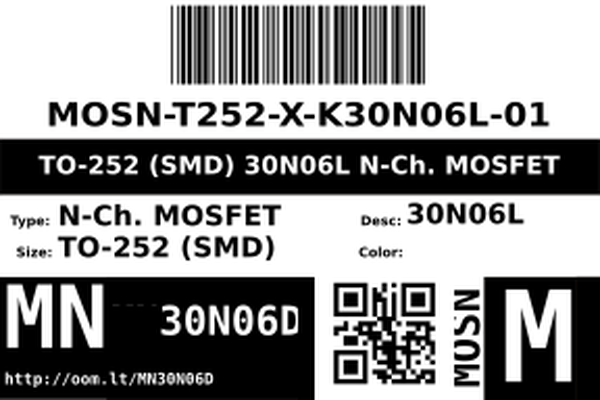 MOSN-T252-X-K30N06L-01
TO-252 (SMD) 30N06L N-Ch. MOSFET
Type: N-Ch. MOSFET
Desc: 30N06L
Size: TO-252 (SMD)
Color:
MN
30N06D
http://oom.lt/MN30N06D
MOSN
M